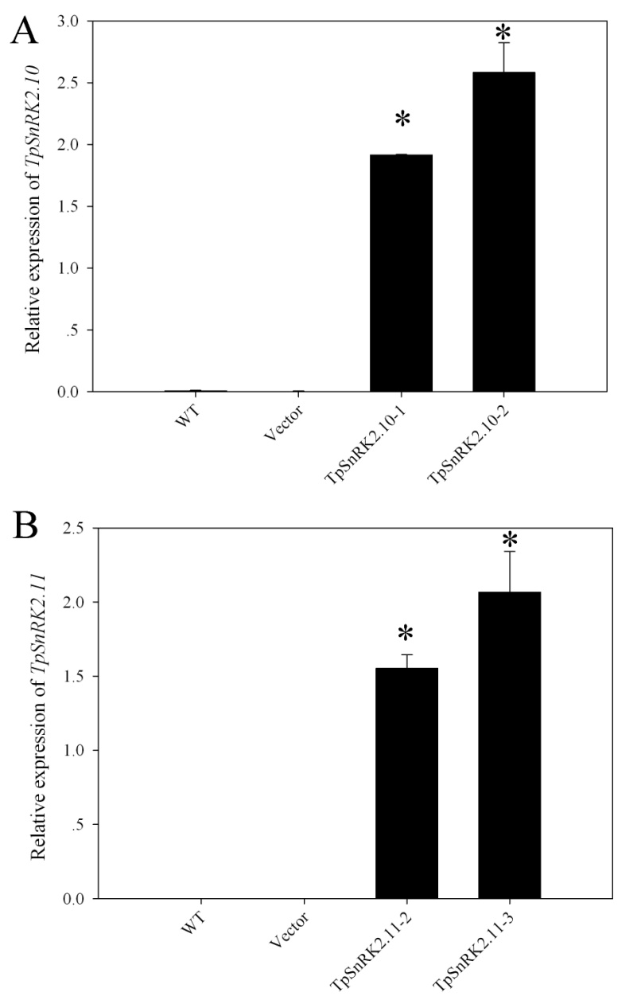 A
Relative expression of TpSnRK2.10
3.0
2.5
2.0
1.5
1.0
.5
0.0
*
*
WT
Vector
TpSnRK2.10-1
TpSnRK2.10-2
B
Relative expression of TpSnRK2.11
2.5
2.0
1.5
1.0
.5
0.0
*
*
WT
Vector
TpSnRK2.11-2
TpSnRK2.11-3